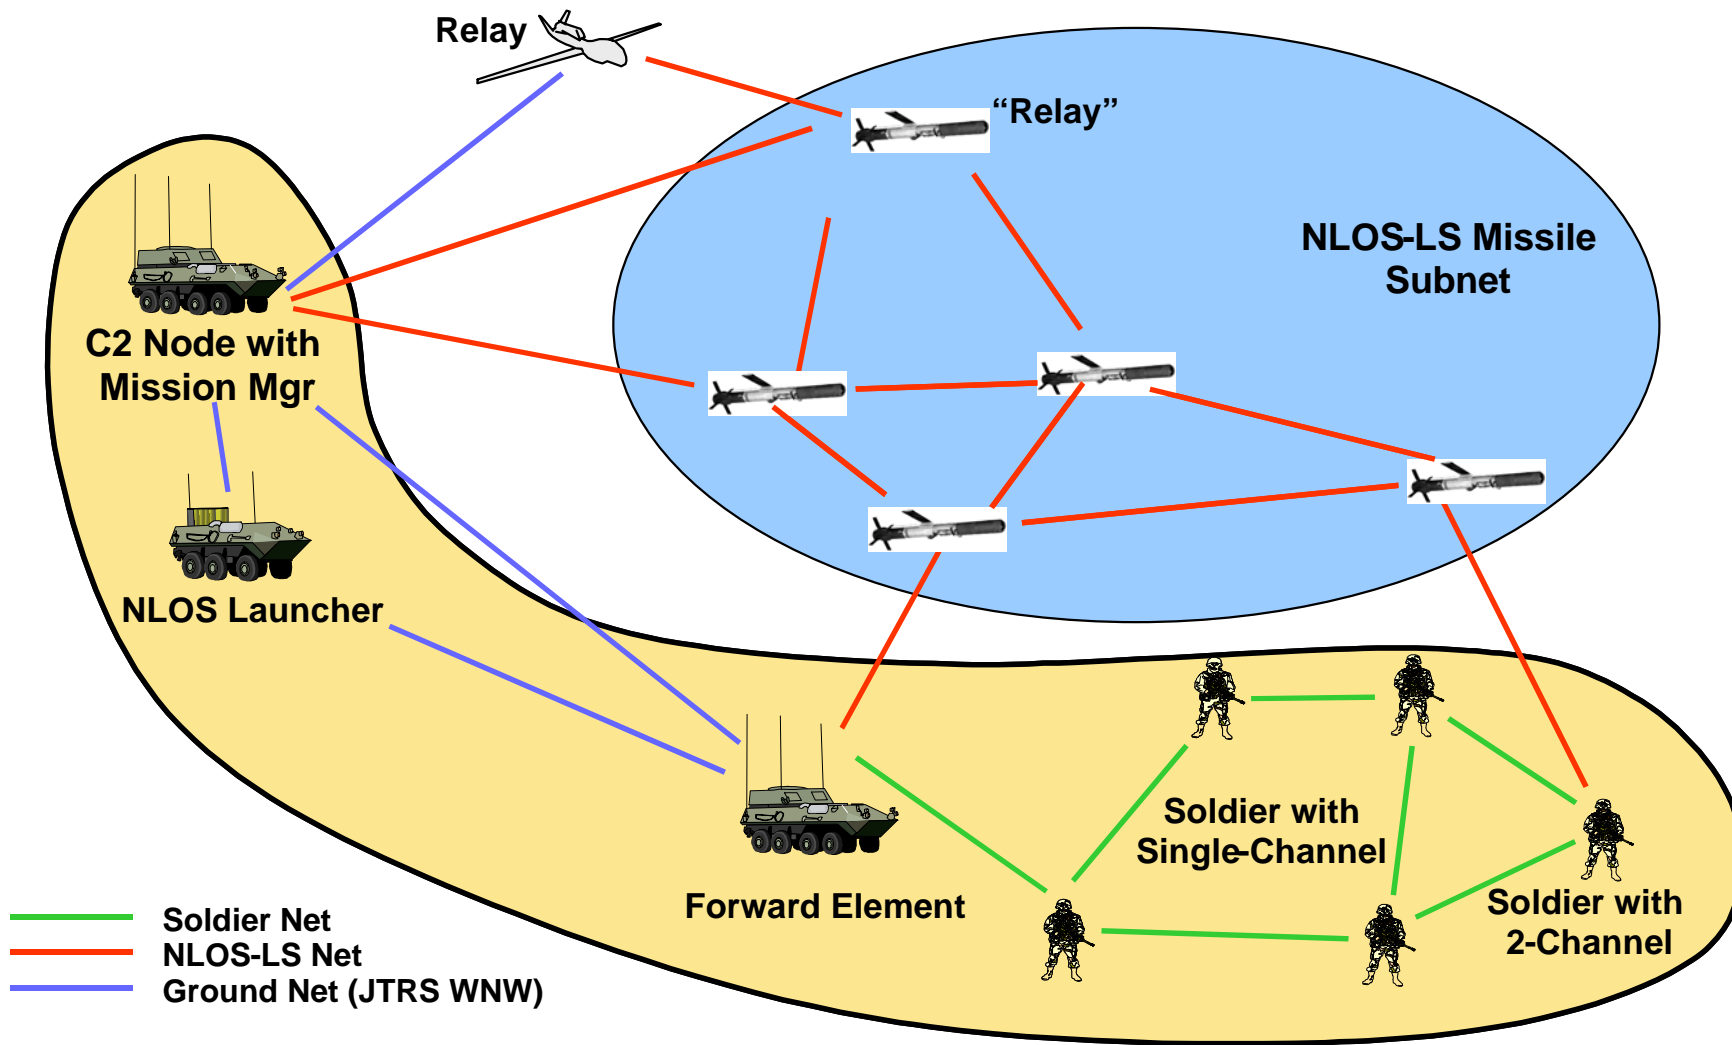 Relay
“Relay”
NLOS-LS Missile
Subnet
C2 Node with
Mission Mgr
NLOS Launcher
Soldier with
Single-Channel
Forward Element
Soldier with
2-Channel
Soldier Net
NLOS-LS Net
Ground Net (JTRS WNW)